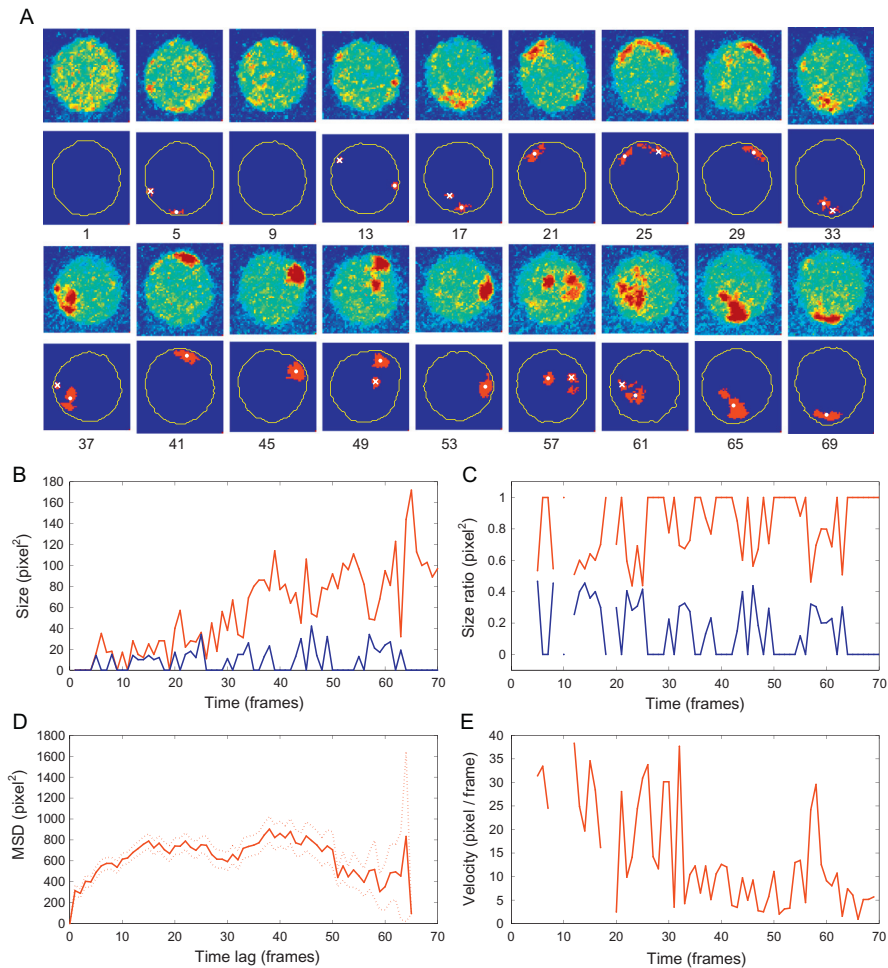 A
1 5 9 13 17 21 25 29 33
37 41 45 49 53 57 61 65 69
B
Size (pixel²)
180
160
140
120
100
80
60
40
20
0
0 10 20 30 40 50 60 70
Time (frames)
C
Size ratio (pixel²)
1
0.8
0.6
0.4
0.2
0
0 10 20 30 40 50 60 70
Time (frames)
D
MSD (pixel²)
1800
1600
1400
1200
1000
800
600
400
200
0
0 10 20 30 40 50 60 70
Time lag (frames)
E
Velocity (pixel / frame)
40
35
30
25
20
15
10
5
0
0 10 20 30 40 50 60 70
Time (frames)